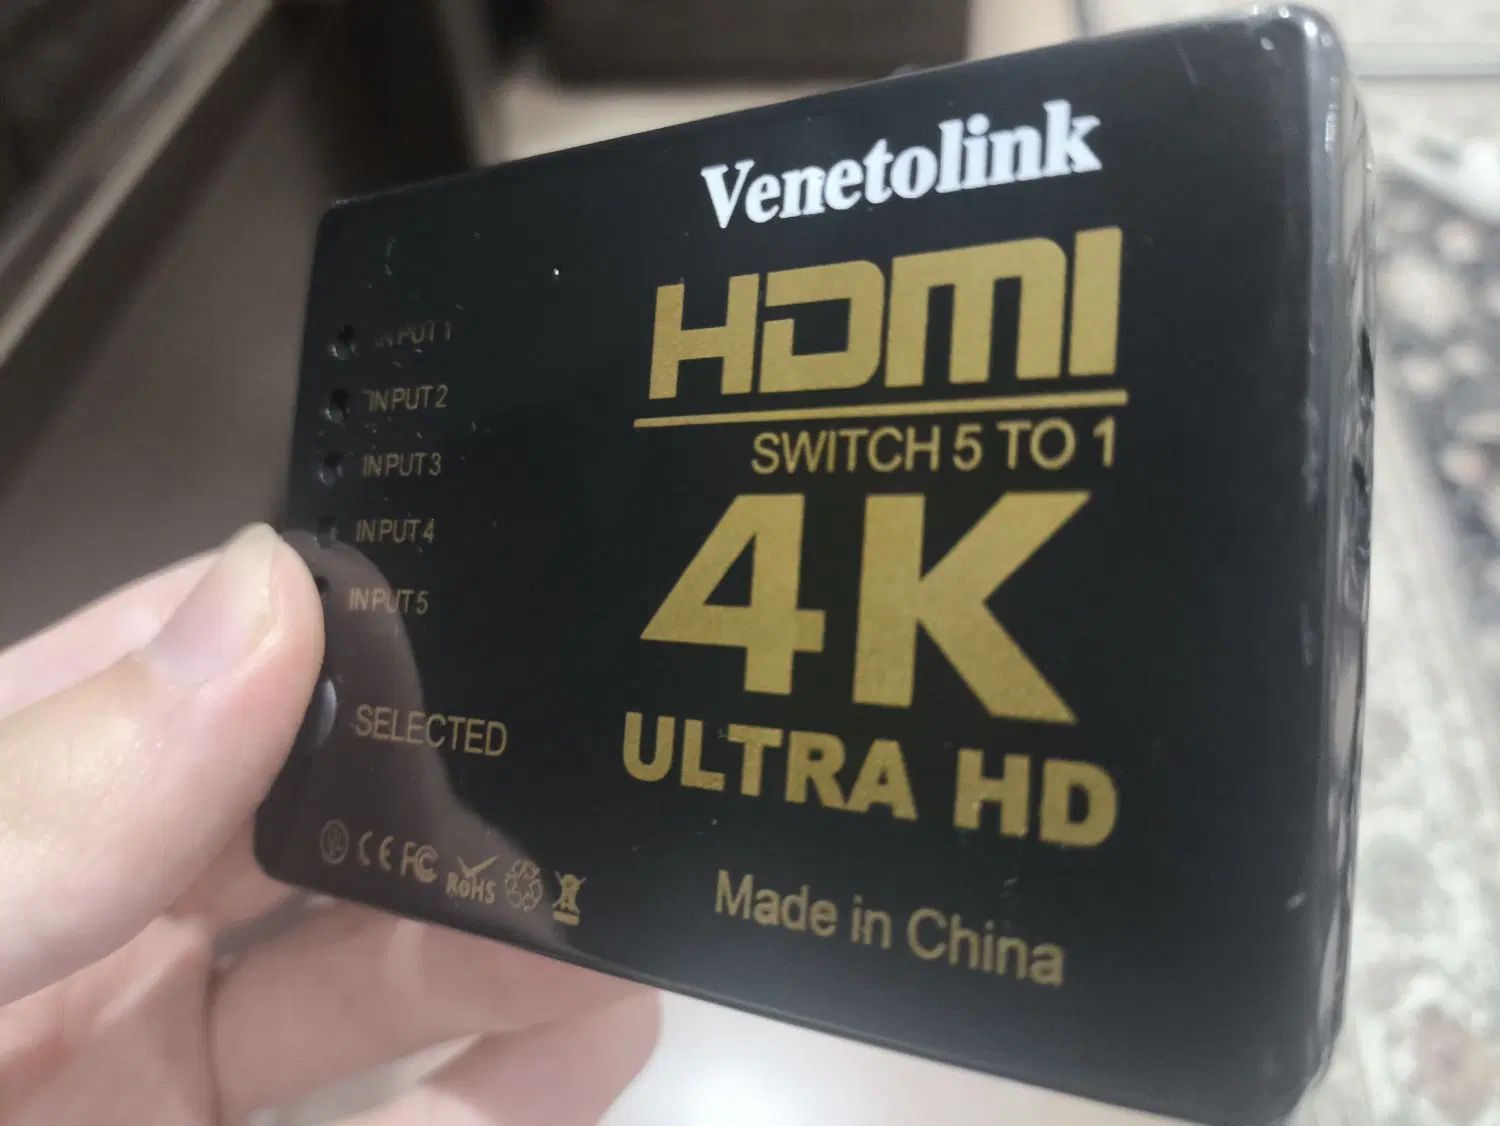 Venetolink
HDMI
SWITCH 5 TO 1
4K
ULTRA HD
Made in China
INPUT 1
INPUT 2
INPUT 3
INPUT 4
INPUT 5
SELECTED
CE FC RoHS